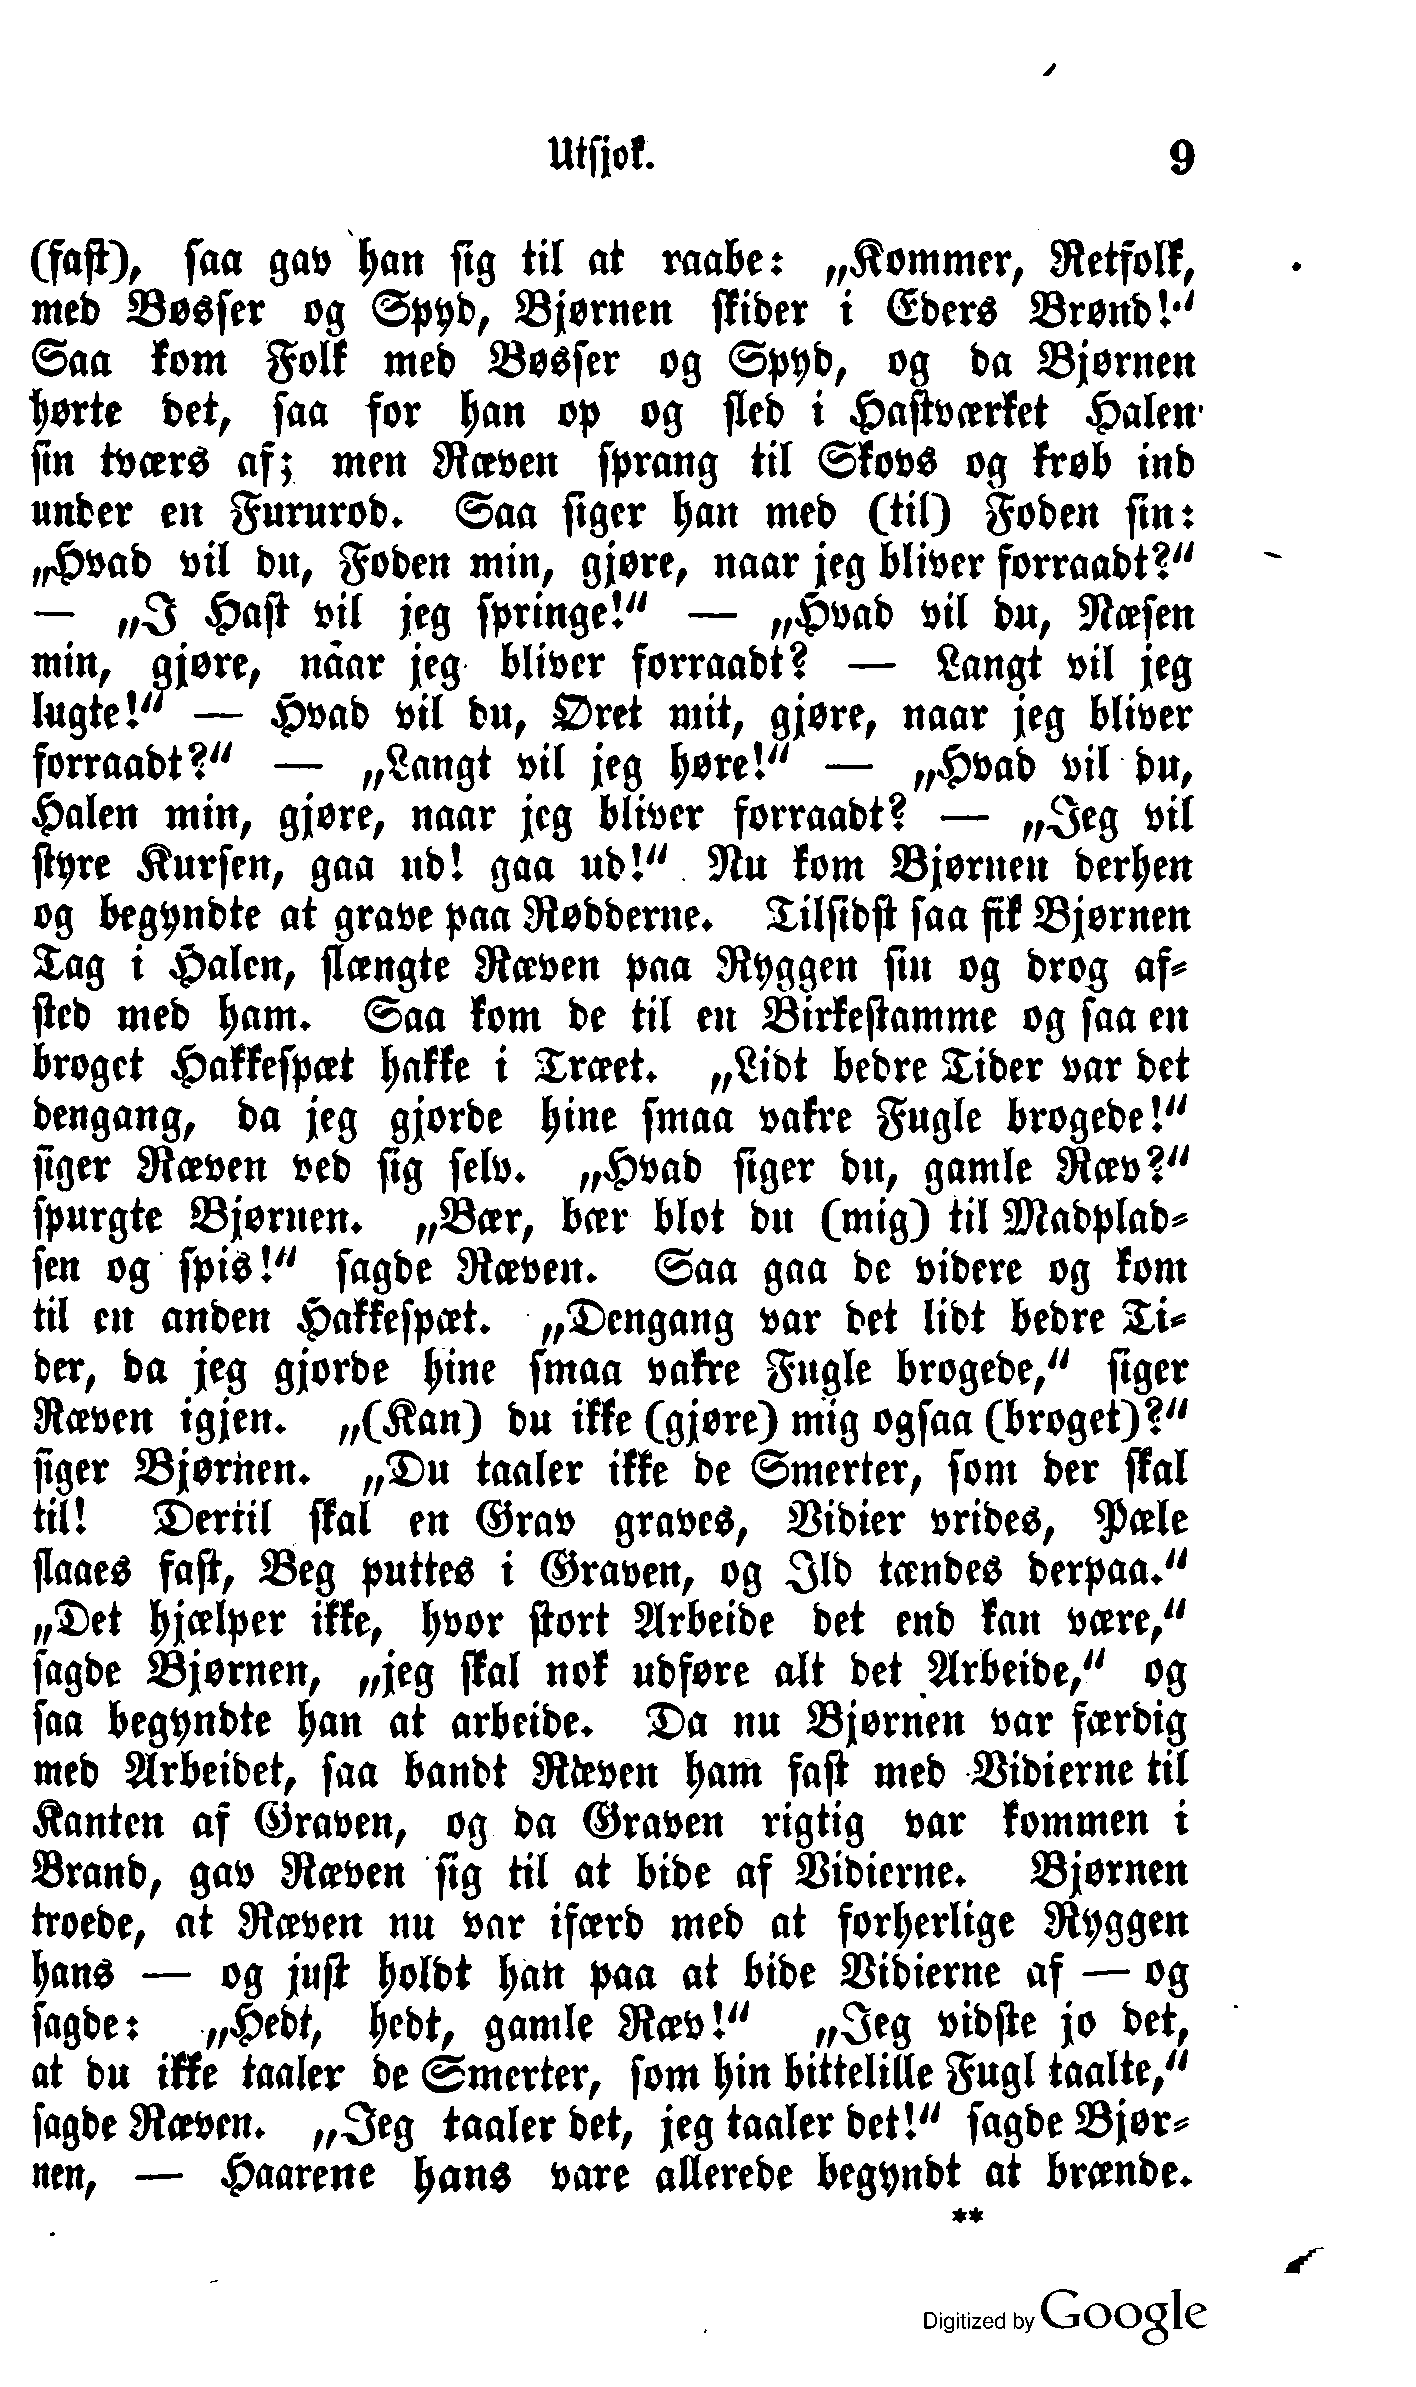 Utsjok. 9
(fast), saa gav han sig til at raabe: „Kommer, Retfolk,
med Bøsser og Spyd, Bjørnen skider i Eders Brønd!“
Saa kom Folk med Bøsser og Spyd, og da Bjørnen
hørte det, saa for han op og sled i Hastværket Halen
sin tværs af; men Ræven sprang til Skovs og krøb ind
under en Fururod. Saa siger han med (til) Foden sin:
„Hvad vil du, Foden min, gjøre, naar jeg bliver forraadt?“
— „I Hast vil jeg springe!“ — „Hvad vil du, Næsen
min, gjøre, naar jeg bliver forraadt? — Langt vil jeg
lugte!“ — Hvad vil du, Øret mit, gjøre, naar jeg bliver
forraadt?“ — „Langt vil jeg høre!“ — „Hvad vil du,
Halen min, gjøre, naar jeg bliver forraadt? — „Jeg vil
styre Kursen, gaa ud! gaa ud!“ Nu kom Bjørnen derhen
og begyndte at grave paa Rødderne. Tilsidst saa fik Bjørnen
Tag i Halen, slængte Ræven paa Ryggen sin og drog af-
sted med ham. Saa kom de til en Birkestamme og saa en
broget Hakkespæt hakke i Træet. „Lidt bedre Tider var det
dengang, da jeg gjorde hine smaa vakre Fugle brogede!“
siger Ræven ved sig selv. „Hvad siger du, gamle Ræv?“
spurgte Bjørnen. „Bær, bær blot du (mig) til Madplad-
sen og spis!“ sagde Ræven. Saa gaa de videre og kom
til en anden Hakkespæt. „Dengang var det lidt bedre Ti-
der, da jeg gjorde hine smaa vakre Fugle brogede,“ siger
Ræven igjen. „(Kan) du ikke (gjøre) mig ogsaa (broget)?“
siger Bjørnen. „Du taaler ikke de Smerter, som der skal
til! Dertil skal en Grav graves, Vidier vrides, Pæle
slaaes fast, Beg puttes i Graven, og Ild tændes derpaa.“
„Det hjælper ikke, hvor stort Arbeide det end kan være,“
sagde Bjørnen, „jeg skal nok udføre alt det Arbeide,“ og
saa begyndte han at arbeide. Da nu Bjørnen var færdig
med Arbeidet, saa bandt Ræven ham fast med Vidierne til
Kanten af Graven, og da Graven rigtig var kommen i
Brand, gav Ræven sig til at bide af Vidierne. Bjørnen
troede, at Ræven nu var ifærd med at forherlige Ryggen
hans — og just holdt han paa at bide Vidierne af — og
sagde: „Hedt, hedt, gamle Ræv!“ „Jeg vidste jo det,
at du ikke taaler de Smerter, som hin bittelille Fugl taalte,“
sagde Ræven. „Jeg taaler det, jeg taaler det!“ sagde Bjør-
nen, — Haarene hans vare allerede begyndt at brænde.
**
Digitized by Google